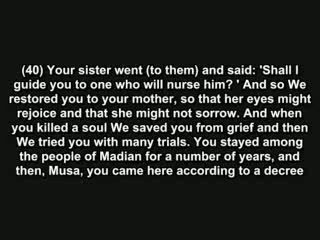 (40) Your sister went (to them) and said: 'Shall I
guide you to one who will nurse him? ' And so We
restored you to your mother, so that her eyes might
rejoice and that she might not sorrow. And when
you killed a soul We saved you from grief and then
We tried you with many trials. You stayed among
the people of Madian for a number of years, and
then, Musa, you came here according to a decree